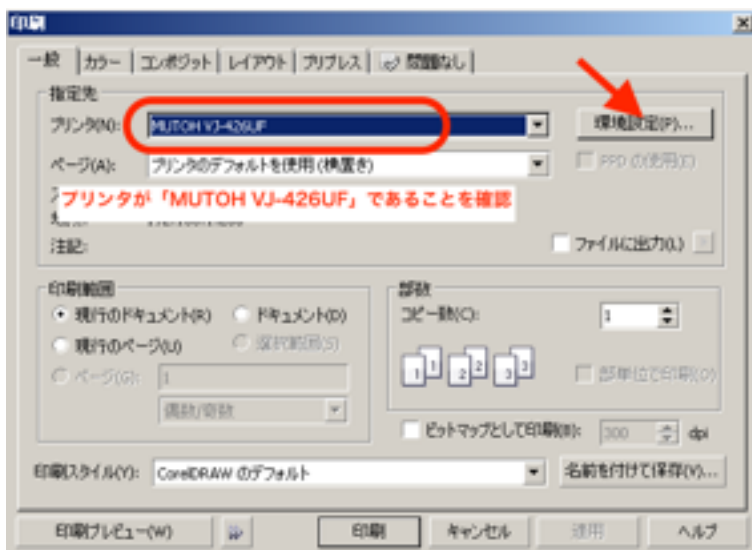 印刷
一般 カラー コンポジット レイアウト プリプレス 問題なし
指定先
プリンタ(N): MUTOH VJ-426UF 環境設定(P)...
ページ(A): プリンタのデフォルトを使用 (横置き) PPD の使用(E)
プリンタが「MUTOH VJ-426UF」であることを確認
注記: ファイルに出力(L)
印刷範囲 部数
現行のドキュメント(R) ドキュメント(D) コピー数(C): 1
現行のページ(U) 選択範囲(S)
1 1 2 2 3 3 部単位で印刷(O)
ページ(G): 1
偶数/奇数
ビットマップとして印刷(B): 300 dpi
印刷スタイル(Y): CorelDRAW のデフォルト 名前を付けて保存(V)...
印刷プレビュー(W) 印刷 キャンセル 適用 ヘルプ